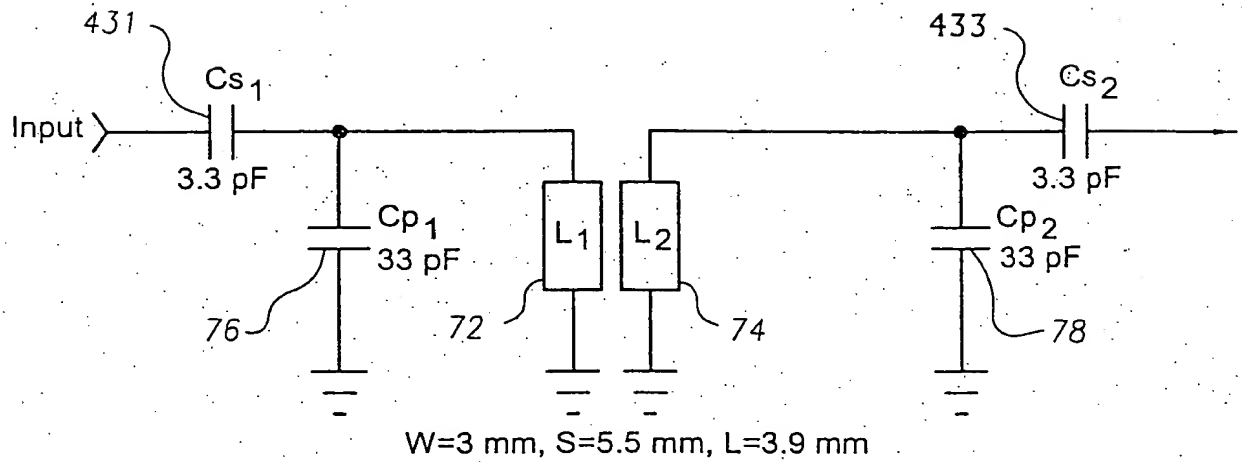 431
433
Cs1
Cs2
Input
3.3 pF
3.3 pF
Cp1
33 pF
L1
L2
Cp2
33 pF
76
72
74
78
W=3 mm, S=5.5 mm, L=3.9 mm